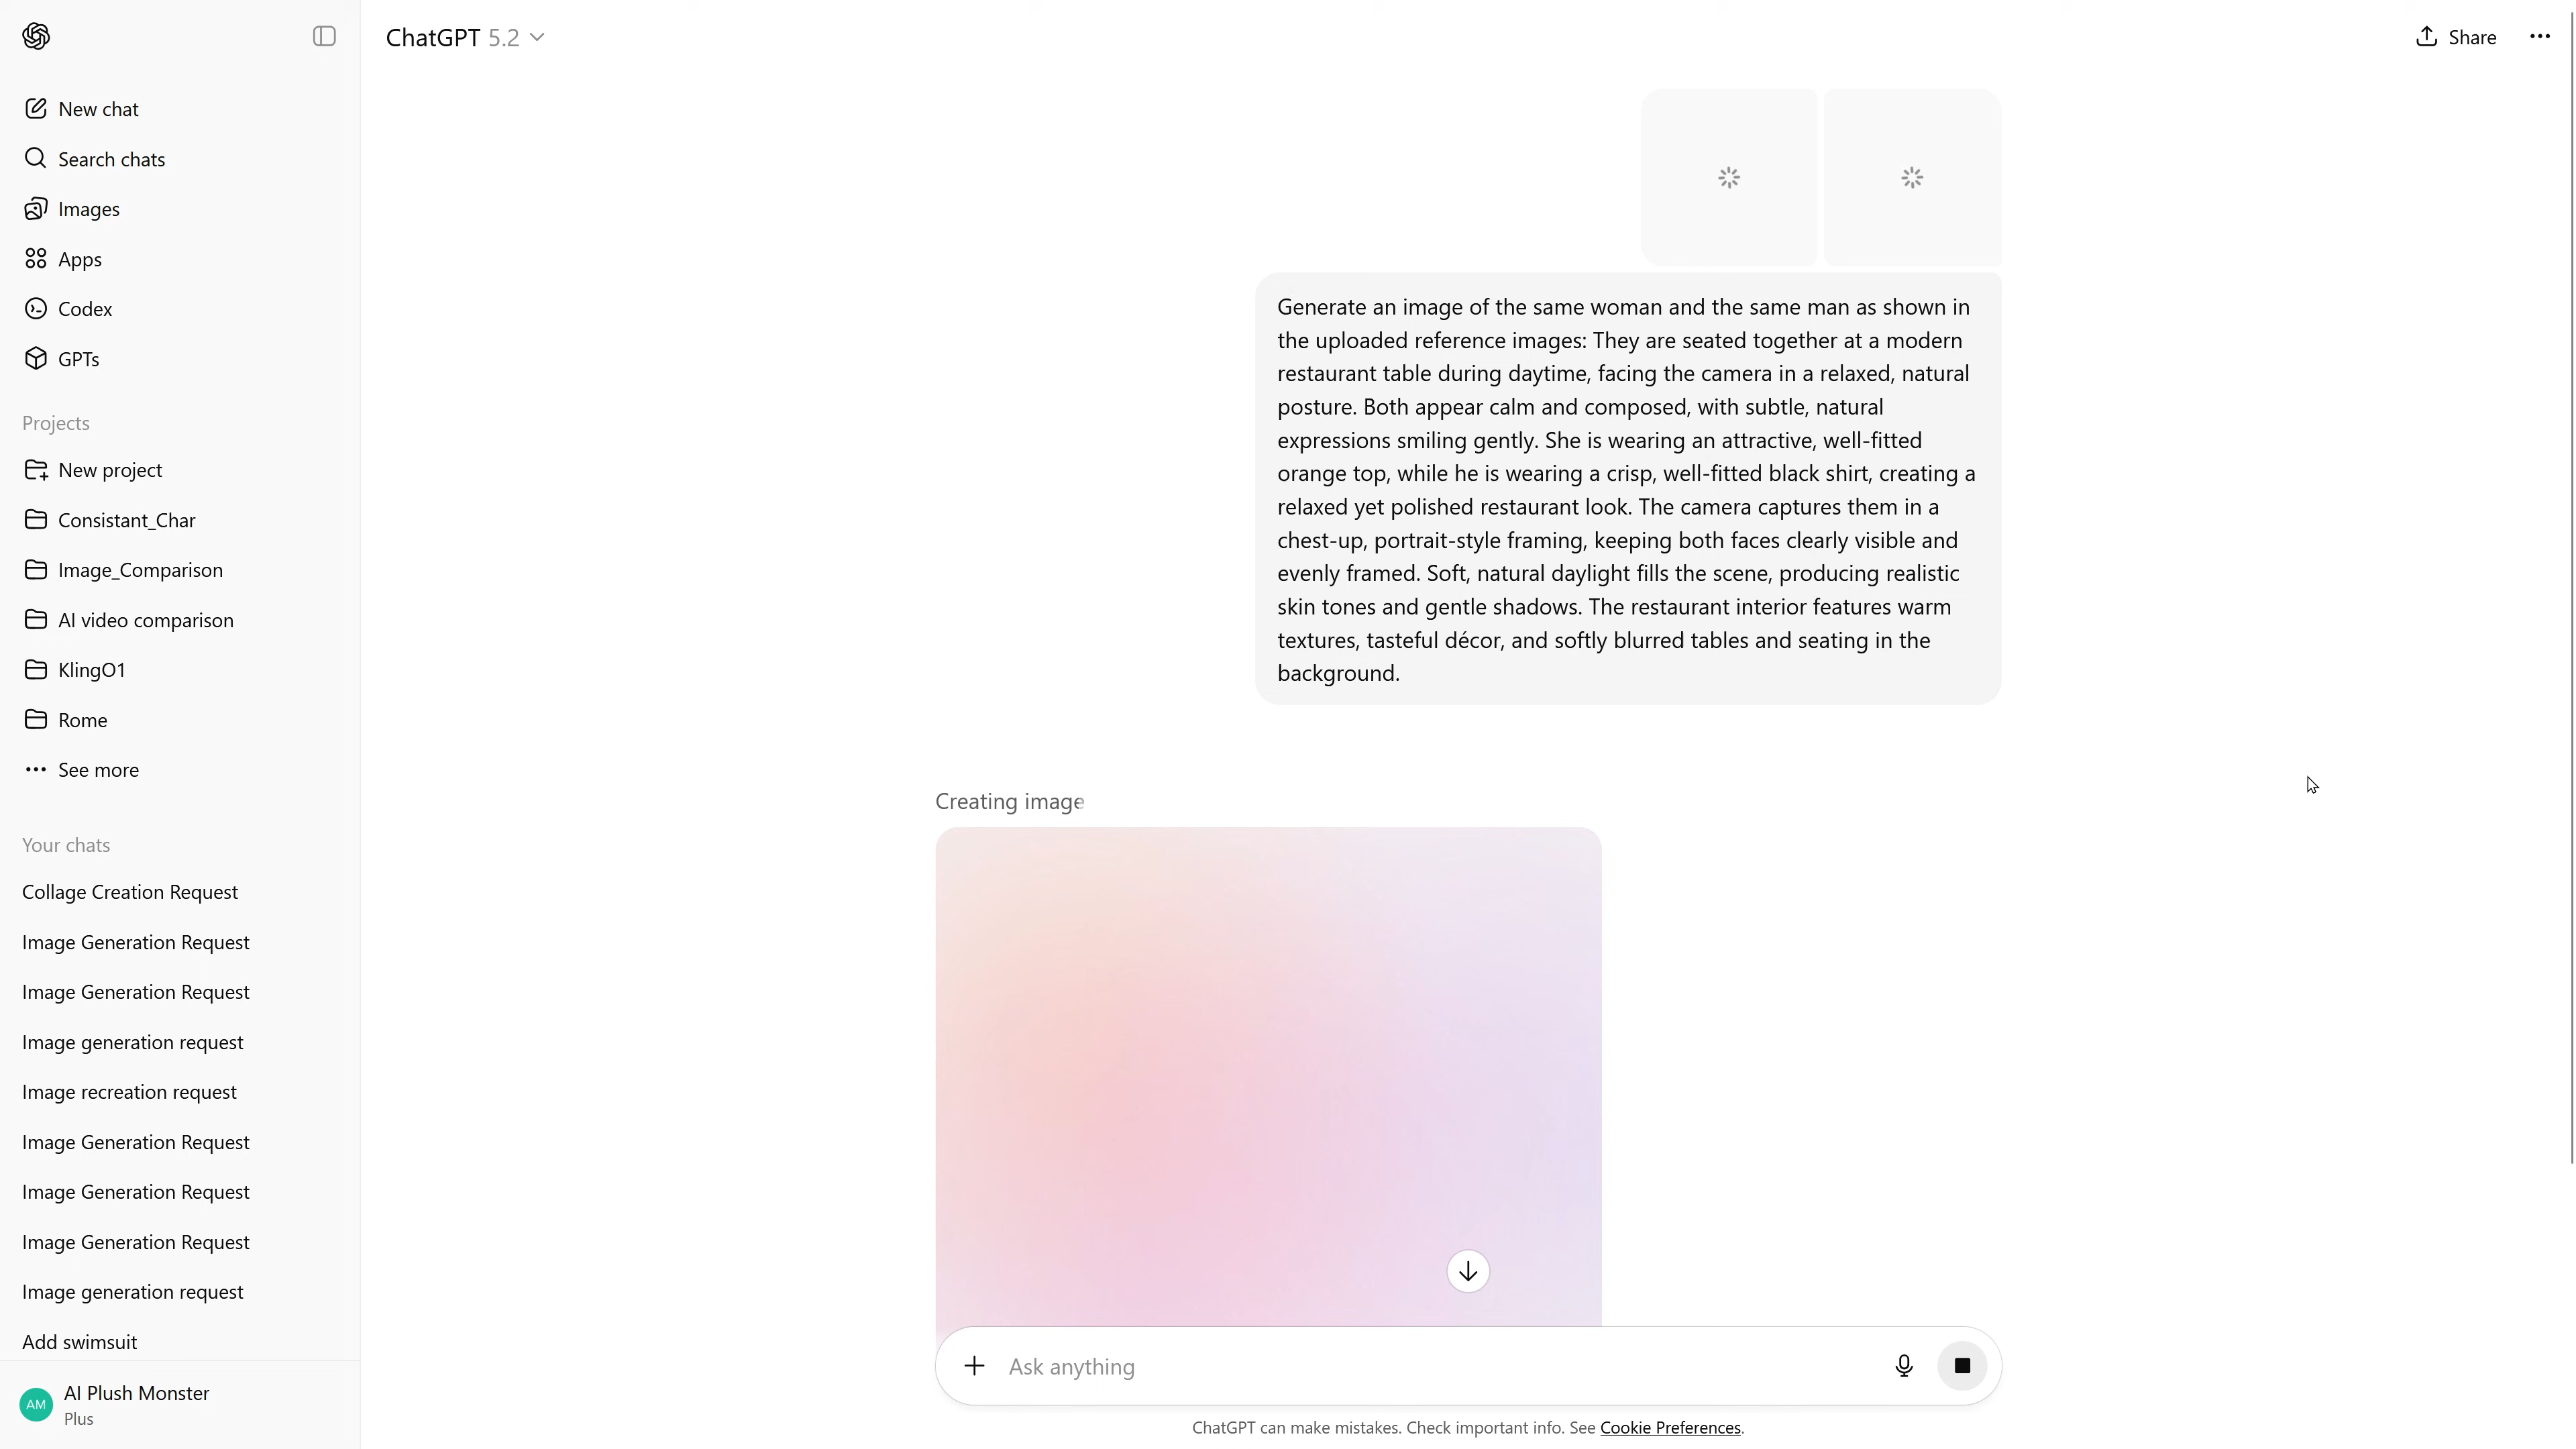 ChatGPT 5.2
Share
New chat
Search chats
Images
Apps
Codex
GPTs
Projects
New project
Consistant_Char
Image_Comparison
AI video comparison
KlingO1
Rome
See more
Your chats
Collage Creation Request
Image Generation Request
Image Generation Request
Image generation request
Image recreation request
Image Generation Request
Image Generation Request
Image Generation Request
Image generation request
Add swimsuit
AM
AI Plush Monster
Plus
Generate an image of the same woman and the same man as shown in
the uploaded reference images: They are seated together at a modern
restaurant table during daytime, facing the camera in a relaxed, natural
posture. Both appear calm and composed, with subtle, natural
expressions smiling gently. She is wearing an attractive, well-fitted
orange top, while he is wearing a crisp, well-fitted black shirt, creating a
relaxed yet polished restaurant look. The camera captures them in a
chest-up, portrait-style framing, keeping both faces clearly visible and
evenly framed. Soft, natural daylight fills the scene, producing realistic
skin tones and gentle shadows. The restaurant interior features warm
textures, tasteful décor, and softly blurred tables and seating in the
background.
Creating image
Ask anything
ChatGPT can make mistakes. Check important info. See Cookie Preferences.